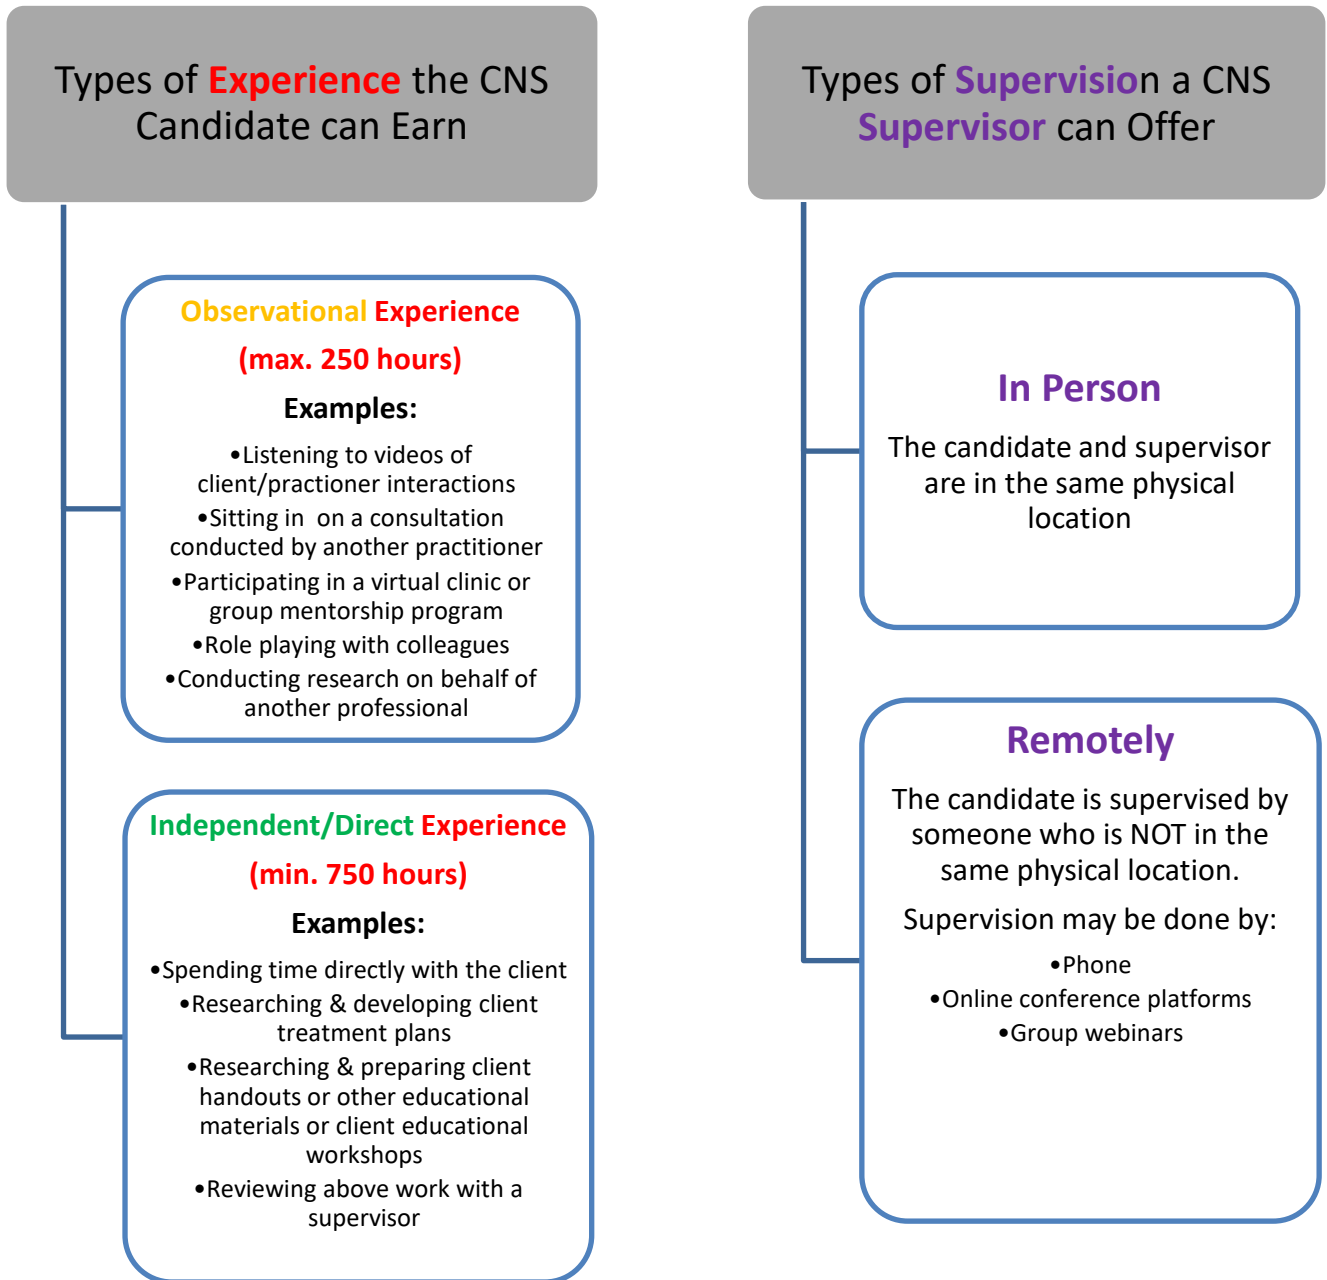 Types of Experience the CNS
Candidate can Earn
Observational Experience
(max. 250 hours)
Examples:
•Listening to videos of
client/practioner interactions
•Sitting in  on a consultation
conducted by another practitioner
•Participating in a virtual clinic or
group mentorship program
•Role playing with colleagues
•Conducting research on behalf of
another professional
Independent/Direct Experience
(min. 750 hours)
Examples:
•Spending time directly with the client
•Researching & developing client
treatment plans
•Researching & preparing client
handouts or other educational
materials or client educational
workshops
•Reviewing above work with a
supervisor
Types of Supervision a CNS
Supervisor can Offer
In Person
The candidate and supervisor
are in the same physical
location
Remotely
The candidate is supervised by
someone who is NOT in the
same physical location.
Supervision may be done by:
•Phone
•Online conference platforms
•Group webinars